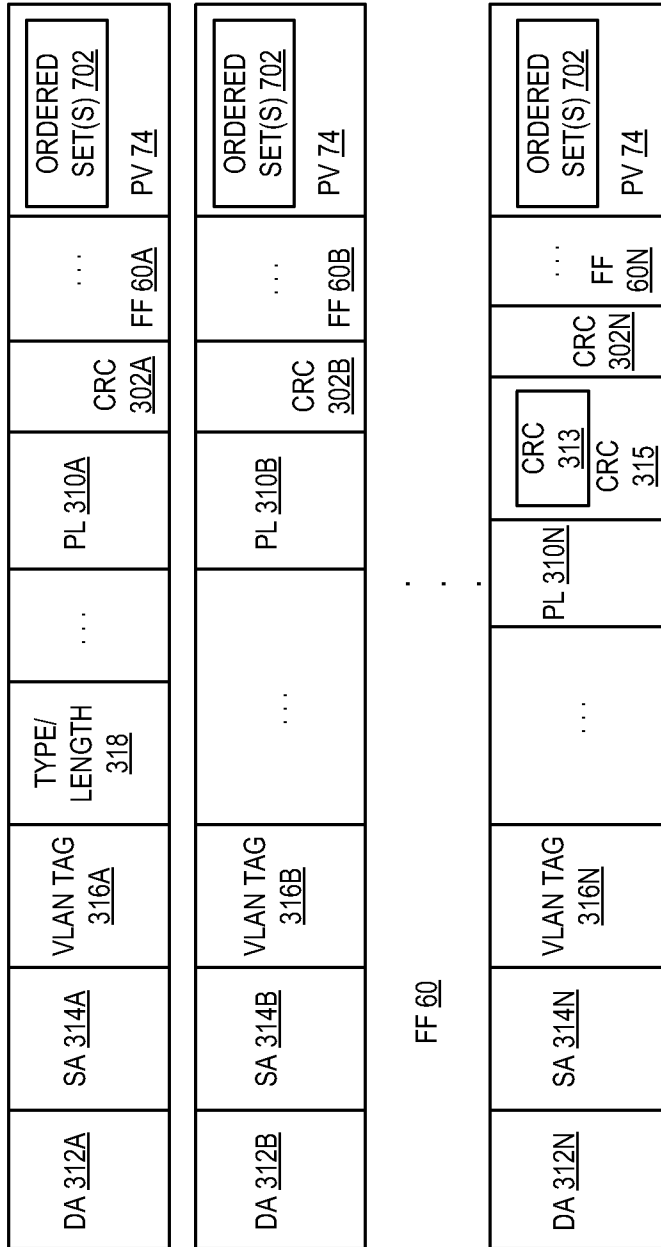 DA 312A
SA 314A
VLAN TAG
316A
TYPE/
LENGTH
318
...
PL 310A
CRC
302A
...
FF 60A
ORDERED
SET(S) 702
PV 74
DA 312B
SA 314B
VLAN TAG
316B
...
PL 310B
CRC
302B
...
FF 60B
ORDERED
SET(S) 702
PV 74
FF 60
. . .
DA 312N
SA 314N
VLAN TAG
316N
...
PL 310N
CRC
313
CRC
315
CRC
302N
...
FF
60N
ORDERED
SET(S) 702
PV 74